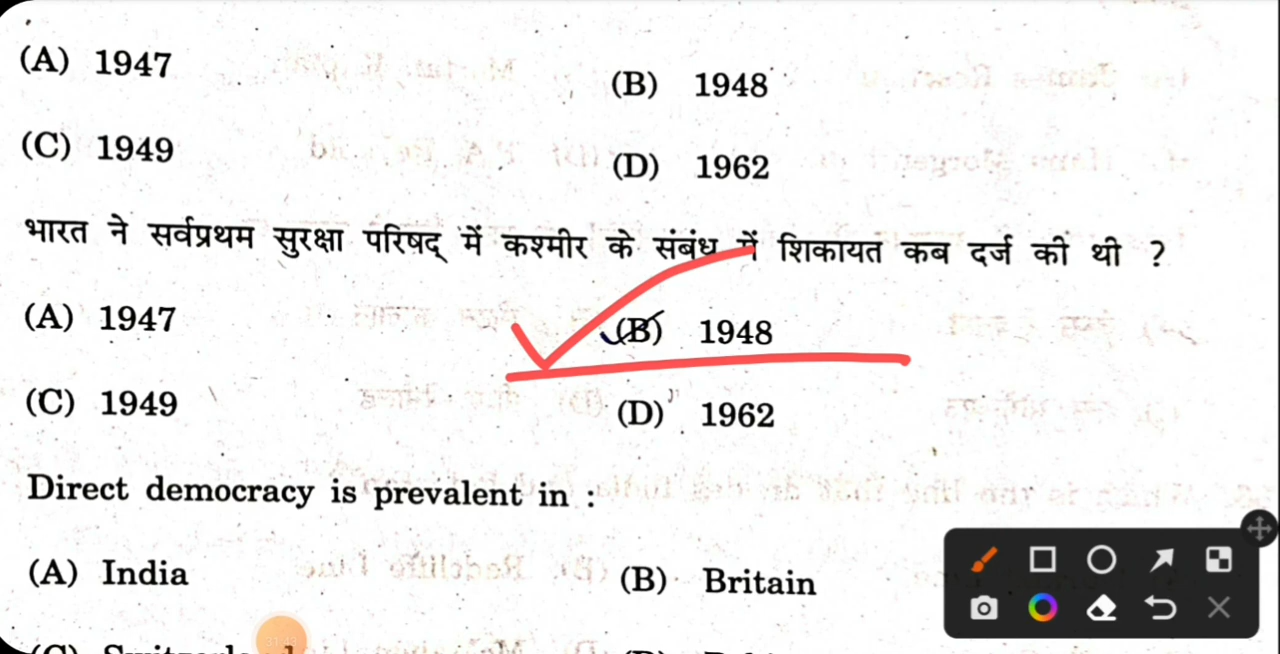 (A) 1947
(B) 1948
(C) 1949
(D) 1962
भारत ने सर्वप्रथम सुरक्षा परिषद् में कश्मीर के संबंध में शिकायत कब दर्ज की थी ?
(A) 1947
(B) 1948
(C) 1949
(D) 1962
Direct democracy is prevalent in :
(A) India
(B) Britain